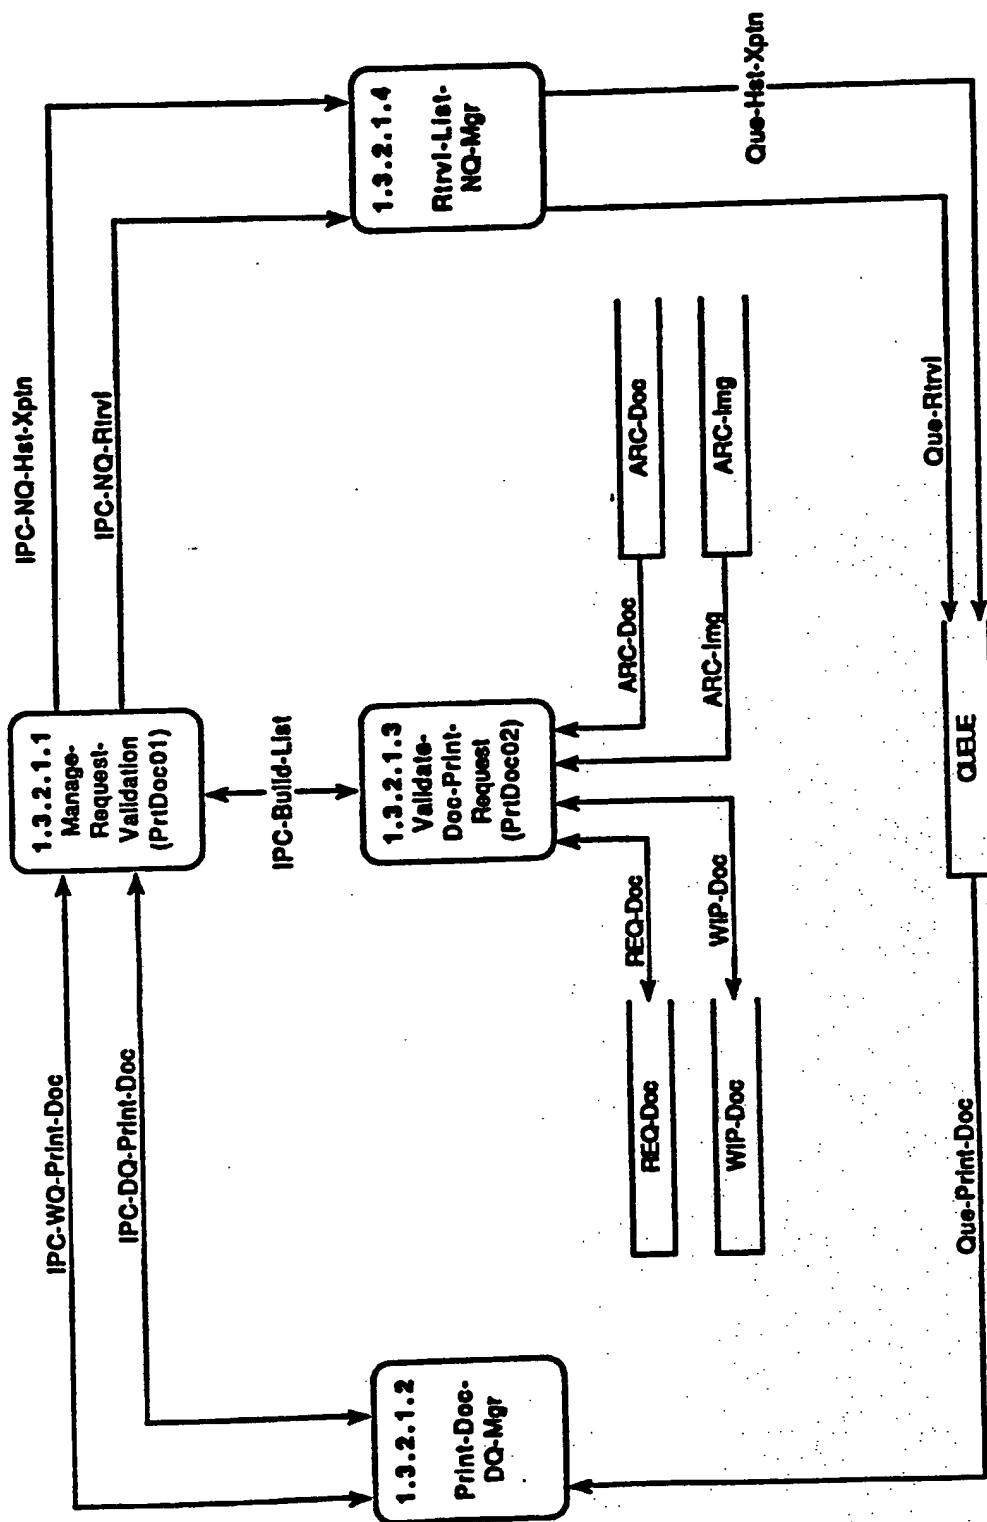 IPC-WQ-Print-Doc
IPC-DQ-Print-Doc
1.3.2.1.1
Manage-
Request-
Validation
(PrtDoc01)
IPC-NQ-Hst-Xptn
IPC-NQ-Rtrvl
IPC-Build-List
1.3.2.1.2
Print-Doc-
DQ-Mgr
1.3.2.1.3
Validate-
Doc-Print-
Request
(PrtDoc02)
1.3.2.1.4
Rtrvl-List-
NQ-Mgr
REQ-Doc
REQ-Doc
ARC-Doc
ARC-Doc
WIP-Doc
WIP-Doc
ARC-Img
ARC-Img
Que-Hst-Xptn
Que-Rtrvl
Que-Print-Doc
QUEUE